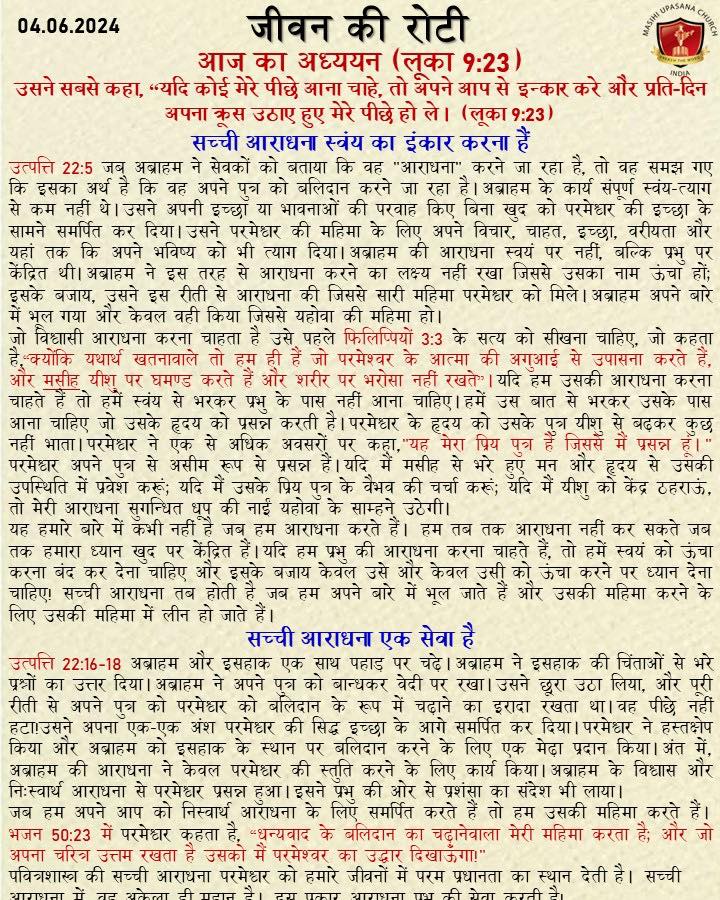 04.06.2024
जीवन की रोटी
MASIHI UPASANA CHURCH
INDIA
आज का अध्ययन (लूका 9:23)
उसने सबसे कहा, “यदि कोई मेरे पीछे आना चाहे, तो अपने आप से इन्कार करे और प्रति-दिन
अपना क्रूस उठाए हुए मेरे पीछे हो ले। (लूका 9:23)
सच्ची आराधना स्वंय का इंकार करना हैं
उत्पत्ति 22:5 जब अब्राहम ने सेवकों को बताया कि वह "आराधना" करने जा रहा है, तो वह समझ गए
कि इसका अर्थ है कि वह अपने पुत्र को बलिदान करने जा रहा है। अब्राहम के कार्य संपूर्ण स्वंय-त्याग
से कम नहीं थे। उसने अपनी इच्छा या भावनाओं की परवाह किए बिना खुद को परमेश्वर की इच्छा के
सामने समर्पित कर दिया। उसने परमेश्वर की महिमा के लिए अपने विचार, चाहत, इच्छा, वरीयता और
यहां तक कि अपने भविष्य को भी त्याग दिया। अब्राहम की आराधना स्वयं पर नहीं, बल्कि प्रभु पर
केंद्रित थी। अब्राहम ने इस तरह से आराधना करने का लक्ष्य नहीं रखा जिससे उसका नाम ऊंचा हो;
इसके बजाय, उसने इस रीती से आराधना की जिससे सारी महिमा परमेश्वर को मिले। अब्राहम अपने बारे
में भूल गया और केवल वही किया जिससे यहोवा की महिमा हो।
जो विश्वासी आराधना करना चाहता है उसे पहले फिलिप्पियों 3:3 के सत्य को सीखना चाहिए, जो कहता
है,“क्योंकि यथार्थ खतनावाले तो हम ही हैं जो परमेश्वर के आत्मा की अगुआई से उपासना करते हैं,
और मसीह यीशु पर घमण्ड करते हैं और शरीर पर भरोसा नहीं रखते”। यदि हम उसकी आराधना करना
चाहते हैं तो हमें स्वंय से भरकर प्रभु के पास नहीं आना चाहिए। हमें उस बात से भरकर उसके पास
आना चाहिए जो उसके हृदय को प्रसन्न करती है। परमेश्वर के हृदय को उसके पुत्र यीशु से बढ़कर कुछ
नहीं भाता। परमेश्वर ने एक से अधिक अवसरों पर कहा,"यह मेरा प्रिय पुत्र है जिससे मैं प्रसन्न हूं।"
परमेश्वर अपने पुत्र से असीम रूप से प्रसन्न हैं। यदि मैं मसीह से भरे हुए मन और हृदय से उसकी
उपस्थिति में प्रवेश करूं; यदि मैं उसके प्रिय पुत्र के वैभव की चर्चा करूं; यदि मैं यीशु को केंद्र ठहराऊं,
तो मेरी आराधना सुगन्धित धूप की नाईं यहोवा के साम्हने उठेगी।
यह हमारे बारे में कभी नहीं है जब हम आराधना करते हैं। हम तब तक आराधना नहीं कर सकते जब
तक हमारा ध्यान खुद पर केंद्रित हैं। यदि हम प्रभु की आराधना करना चाहते हैं, तो हमें स्वयं को ऊंचा
करना बंद कर देना चाहिए और इसके बजाय केवल उसे और केवल उसी को ऊंचा करने पर ध्यान देना
चाहिए! सच्ची आराधना तब होती है जब हम अपने बारे में भूल जाते हैं और उसकी महिमा करने के
लिए उसकी महिमा में लीन हो जाते हैं।
सच्ची आराधना एक सेवा है
उत्पत्ति 22:16-18 अब्राहम और इसहाक एक साथ पहाड़ पर चढ़े। अब्राहम ने इसहाक की चिंताओं से भरे
प्रश्नों का उत्तर दिया। अब्राहम ने अपने पुत्र को बान्धकर वेदी पर रखा। उसने छूरा उठा लिया, और पूरी
रीती से अपने पुत्र को परमेश्वर को बलिदान के रूप में चढ़ाने का इरादा रखता था। वह पीछे नहीं
हटा!उसने अपना एक-एक अंश परमेश्वर की सिद्ध इच्छा के आगे समर्पित कर दिया। परमेश्वर ने हस्तक्षेप
किया और अब्राहम को इसहाक के स्थान पर बलिदान करने के लिए एक मेढ़ा प्रदान किया। अंत में,
अब्राहम की आराधना ने केवल परमेश्वर की स्तुति करने के लिए कार्य किया। अब्राहम के विश्वास और
निःस्वार्थ आराधना से परमेश्वर प्रसन्न हुआ। इसने प्रभु की ओर से प्रशंसा का संदेश भी लाया।
जब हम अपने आप को निस्वार्थ आराधना के लिए समर्पित करते हैं तो हम उसकी महिमा करते हैं।
भजन 50:23 में परमेश्वर कहता है, “धन्यवाद के बलिदान का चढ़ानेवाला मेरी महिमा करता है; और जो
अपना चरित्र उत्तम रखता है उसको मैं परमेश्वर का उद्धार दिखाऊँगा!”
पवित्रशास्त्र की सच्ची आराधना परमेश्वर को हमारे जीवनों में परम प्रधानता का स्थान देती है। सच्ची
आराधना में, वह अकेला ही महान है। इस प्रकार आराधना प्रभु की सेवा करती है।